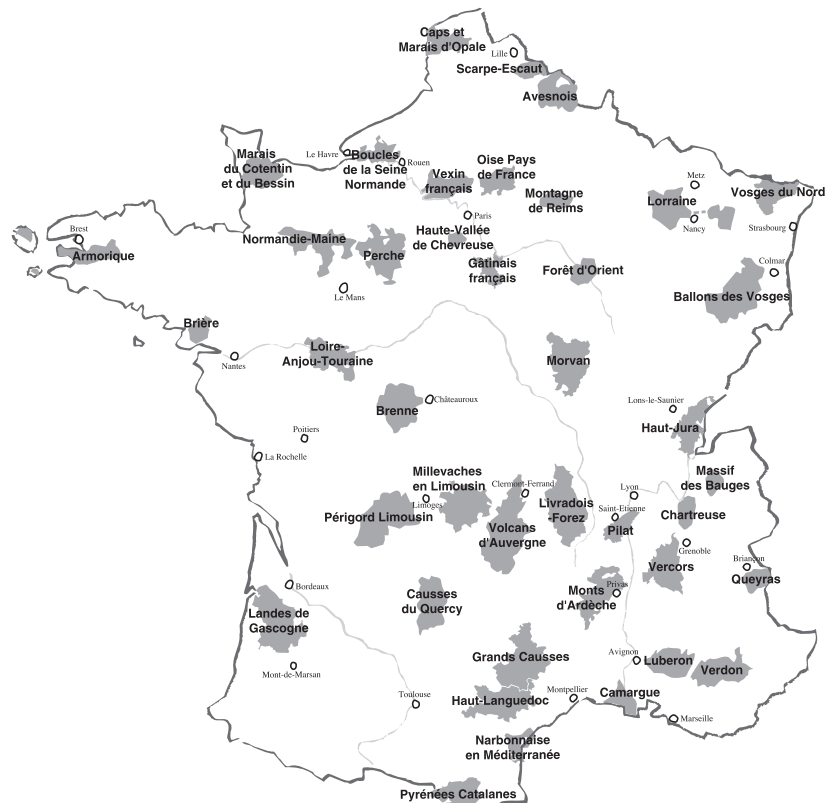 Caps et
Marais d'Opale
Lille
Scarpe-Escaut
Avesnois
Marais
du Cotentin
et du Bessin
Le Havre
Boucles
de la Seine
Normande
Rouen
Vexin
français
Oise Pays
de France
Montagne
de Reims
Metz
Lorraine
Nancy
Vosges du Nord
Strasbourg
Paris
Haute-Vallée
de Chevreuse
Brest
Armorique
Normandie-Maine
Perche
Gâtinais
français
Forêt d'Orient
Colmar
Ballons des Vosges
Le Mans
Brière
Nantes
Loire-
Anjou-Touraine
Morvan
Brenne
Châteauroux
Lons-le-Saunier
Haut-Jura
Poitiers
La Rochelle
Massif
des Bauges
Millevaches
en Limousin
Limoges
Clermont-Ferrand
Livradois
-Forez
Lyon
Saint-Etienne
Pilat
Chartreuse
Périgord Limousin
Volcans
d'Auvergne
Grenoble
Vercors
Briançon
Queyras
Bordeaux
Landes de
Gascogne
Causses
du Quercy
Monts
d'Ardèche
Privas
Mont-de-Marsan
Grands Causses
Avignon
Luberon
Verdon
Toulouse
Haut-Languedoc
Montpellier
Camargue
Marseille
Narbonnaise
en Méditerranée
Pyrénées Catalanes